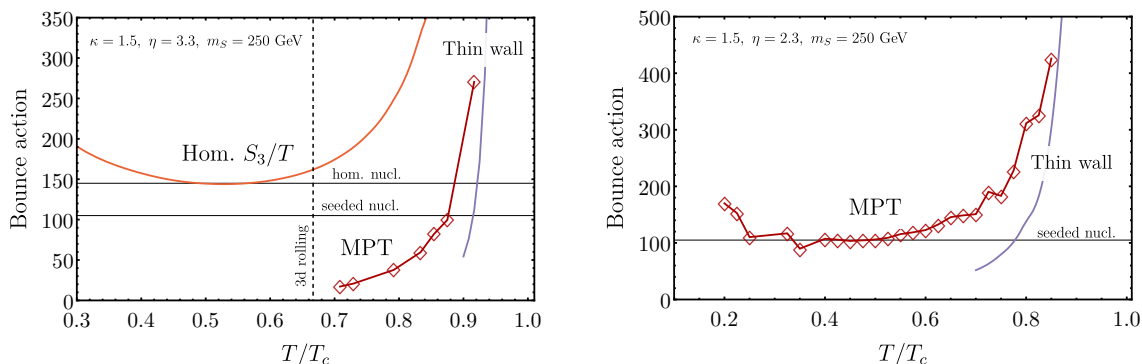 κ = 1.5, η = 3.3, m_S = 250 GeV
Thin wall
Hom. S_3/T
hom. nucl.
seeded nucl.
MPT
3d rolling
Bounce action
350
300
250
200
150
100
50
0
0.3 0.4 0.5 0.6 0.7 0.8 0.9 1.0
T/T_c
κ = 1.5, η = 2.3, m_S = 250 GeV
Thin wall
MPT
seeded nucl.
Bounce action
500
400
300
200
100
0
0.2 0.4 0.6 0.8 1.0
T/T_c